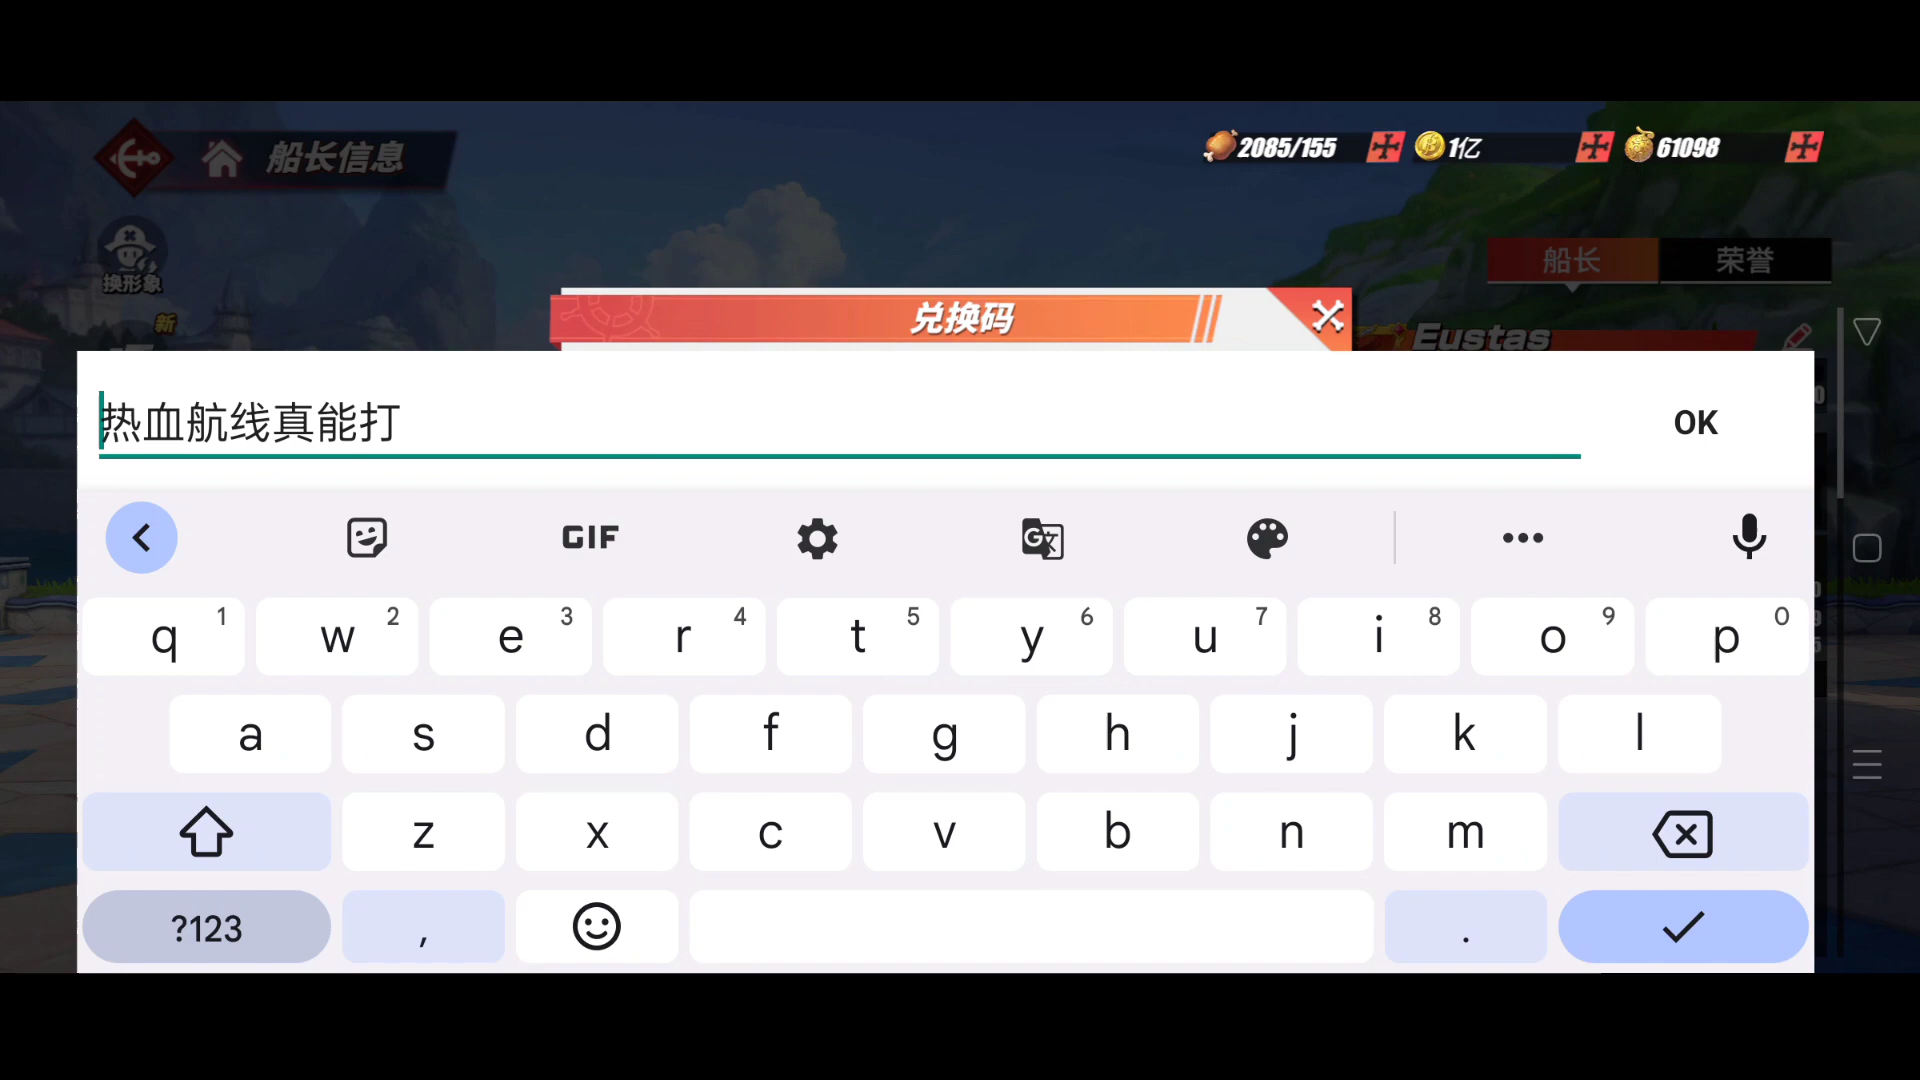 船长信息
2085/155
1亿
61098
换形象
船长
荣誉
新
兑换码
Eustas
热血航线真能打
OK
GIF
q 1 w 2 e 3 r 4 t 5 y 6 u 7 i 8 o 9 p 0
a s d f g h j k l
z x c v b n m
?123 , .